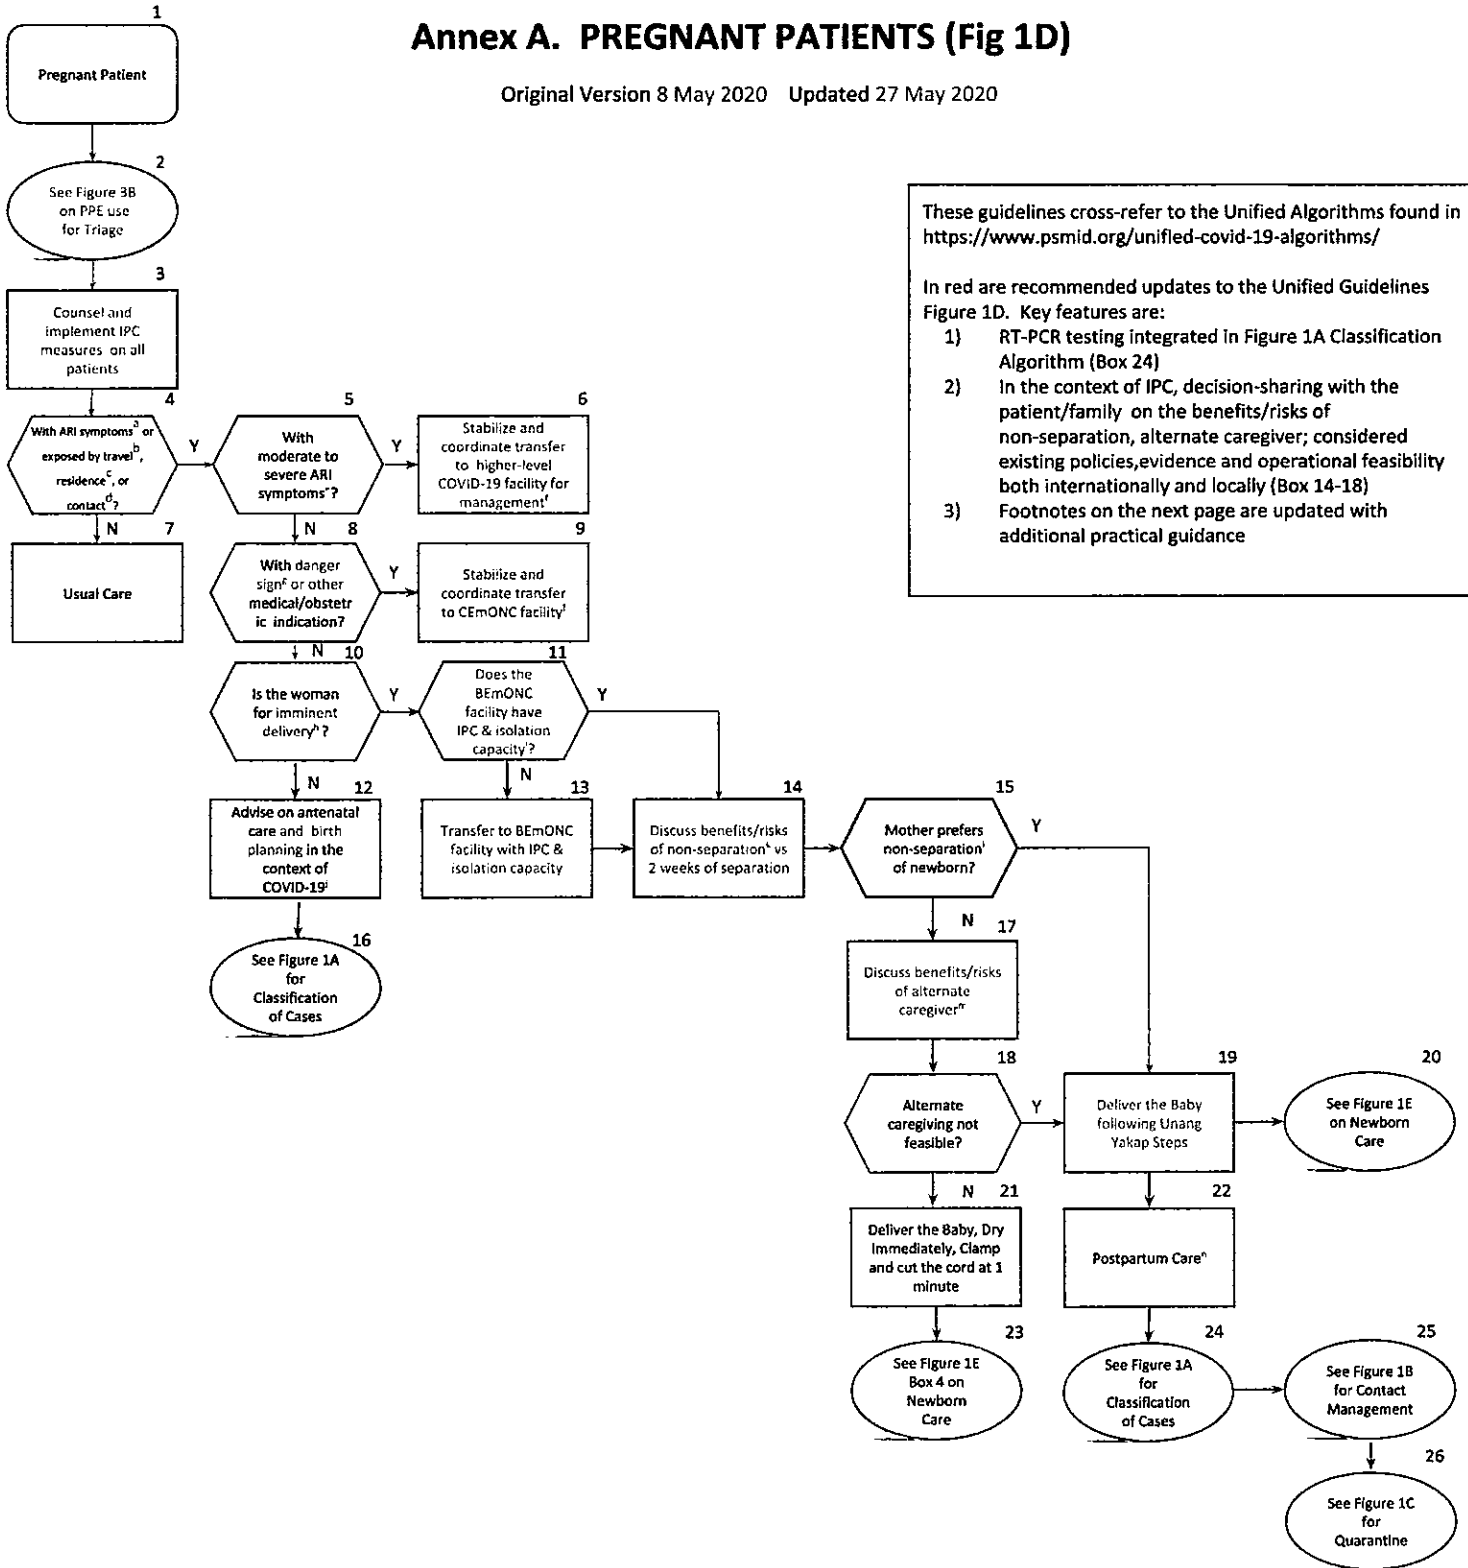 Annex A. PREGNANT PATIENTS (Fig 1D)
Original Version 8 May 2020 Updated 27 May 2020
These guidelines cross-refer to the Unified Algorithms found in
https://www.psmid.org/unified-covid-19-algorithms/
In red are recommended updates to the Unified Guidelines
Figure 1D. Key features are:
1) RT-PCR testing integrated in Figure 1A Classification
Algorithm (Box 24)
2) In the context of IPC, decision-sharing with the
patient/family on the benefits/risks of
non-separation, alternate caregiver; considered
existing policies,evidence and operational feasibility
both internationally and locally (Box 14-18)
3) Footnotes on the next page are updated with
additional practical guidance
1
Pregnant Patient
2
See Figure 3B
on PPE use
for Triage
3
Counsel and
implement IPC
measures on all
patients
4
With ARI symptoms a or
exposed by travel b,
residence c, or
contact d?
Y
N
5
With
moderate to
severe ARI
symptoms e?
Y
N
6
Stabilize and
coordinate transfer
to higher-level
COVID-19 facility for
management f
7
Usual Care
8
With danger
sign g or other
medical/obstetr
ic indication?
Y
N
9
Stabilize and
coordinate transfer
to CEmONC facility f
10
Is the woman
for imminent
delivery h?
Y
N
11
Does the
BEmONC
facility have
IPC & isolation
capacity i?
Y
N
12
Advise on antenatal
care and birth
planning in the
context of
COVID-19 j
13
Transfer to BEmONC
facility with IPC &
isolation capacity
14
Discuss benefits/risks
of non-separation k vs
2 weeks of separation
15
Mother prefers
non-separation l
of newborn?
Y
N
16
See Figure 1A
for
Classification
of Cases
17
Discuss benefits/risks
of alternate
caregiver m
18
Alternate
caregiving not
feasible?
Y
N
19
Deliver the Baby
following Unang
Yakap Steps
20
See Figure 1E
on Newborn
Care
21
Deliver the Baby, Dry
Immediately, Clamp
and cut the cord at 1
minute
22
Postpartum Care n
23
See Figure 1E
Box 4 on
Newborn
Care
24
See Figure 1A
for
Classification
of Cases
25
See Figure 1B
for Contact
Management
26
See Figure 1C
for
Quarantine